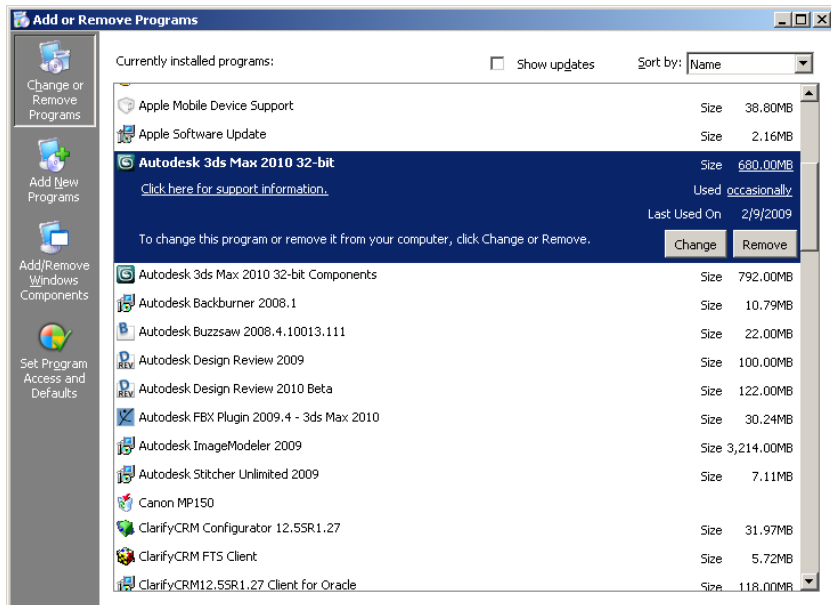 Add or Remove Programs
Change or
Remove
Programs
Add New
Programs
Add/Remove
Windows
Components
Set Program
Access and
Defaults
Currently installed programs:
Show updates
Sort by: Name
Apple Mobile Device Support Size 38.80MB
Apple Software Update Size 2.16MB
Autodesk 3ds Max 2010 32-bit Size 680.00MB
Click here for support information. Used occasionally
Last Used On 2/9/2009
To change this program or remove it from your computer, click Change or Remove. Change Remove
Autodesk 3ds Max 2010 32-bit Components Size 792.00MB
Autodesk Backburner 2008.1 Size 10.79MB
Autodesk Buzzsaw 2008.4.10013.111 Size 22.00MB
Autodesk Design Review 2009 Size 100.00MB
Autodesk Design Review 2010 Beta Size 122.00MB
Autodesk FBX Plugin 2009.4 - 3ds Max 2010 Size 30.24MB
Autodesk ImageModeler 2009 Size 3,214.00MB
Autodesk Stitcher Unlimited 2009 Size 7.11MB
Canon MP150
ClarifyCRM Configurator 12.5SR1.27 Size 31.97MB
ClarifyCRM FTS Client Size 5.72MB
ClarifyCRM12.5SR1.27 Client for Oracle Size 118.00MB